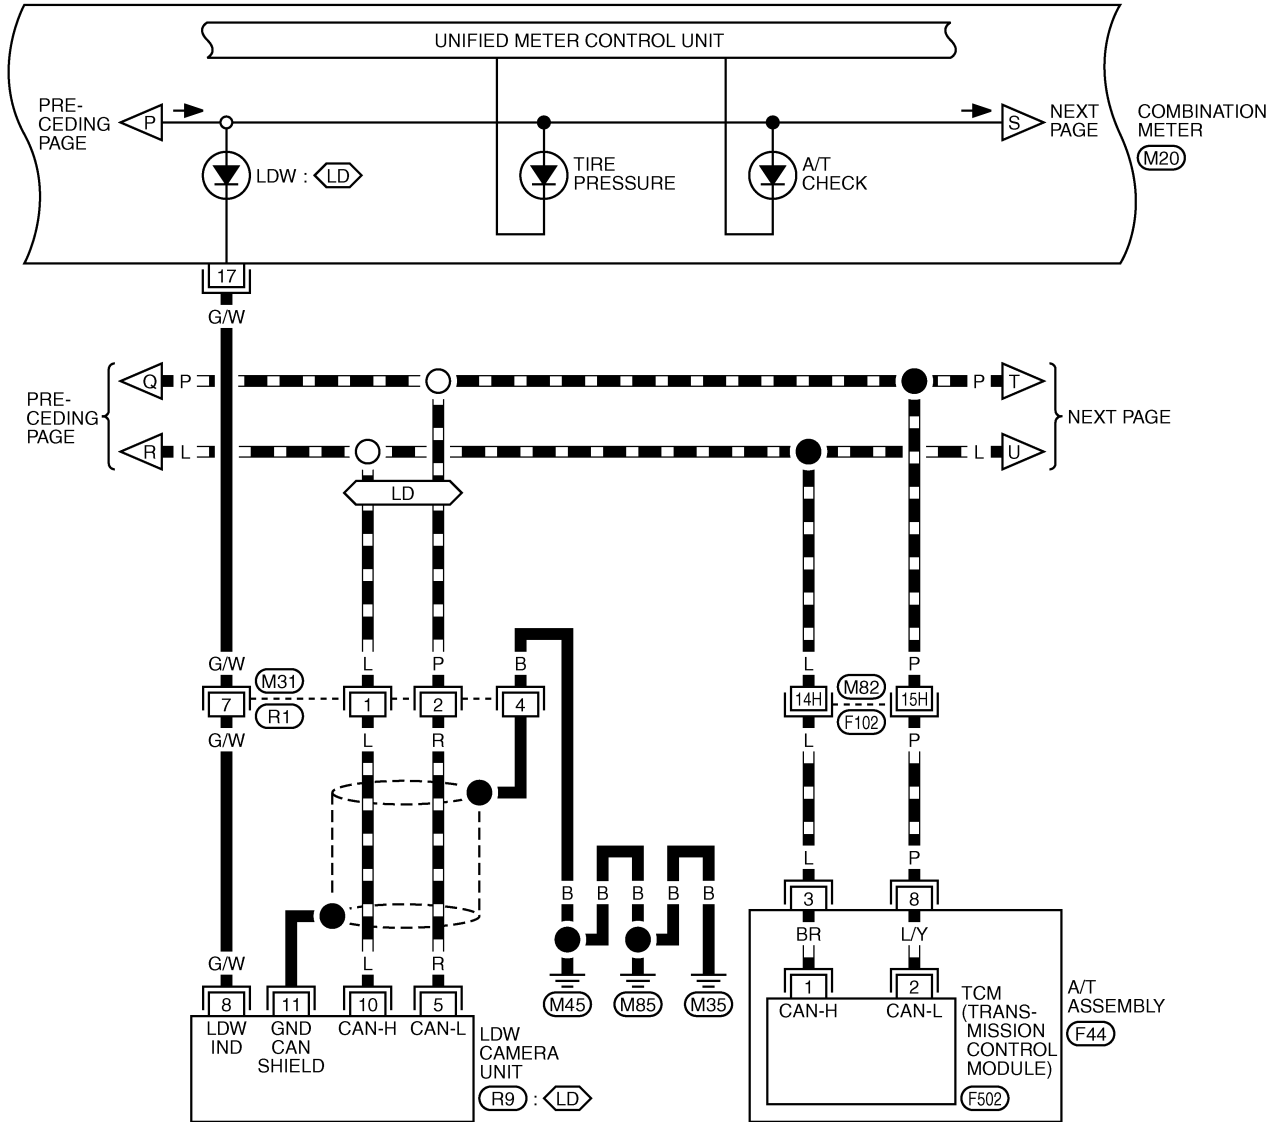 UNIFIED METER CONTROL UNIT
PRE-
CEDING
PAGE
P
S
NEXT
PAGE
COMBINATION
METER
M20
LDW : LD
TIRE
PRESSURE
A/T
CHECK
17
G/W
PRE-
CEDING
PAGE
Q P
P T
R L
L U
NEXT PAGE
LD
G/W
L
P
B
L
P
M31
R1
7
1
2
4
14H
M82
F102
15H
G/W
L
R
L
P
L
P
B
B
B
B
B
3
8
BR
L/Y
G/W
L
R
M45
M85
M35
8
11
10
5
1
2
LDW
IND
GND
CAN
SHIELD
CAN-H
CAN-L
LDW
CAMERA
UNIT
R9 : LD
CAN-H
CAN-L
TCM
(TRANS-
MISSION
CONTROL
MODULE)
F502
A/T
ASSEMBLY
F44